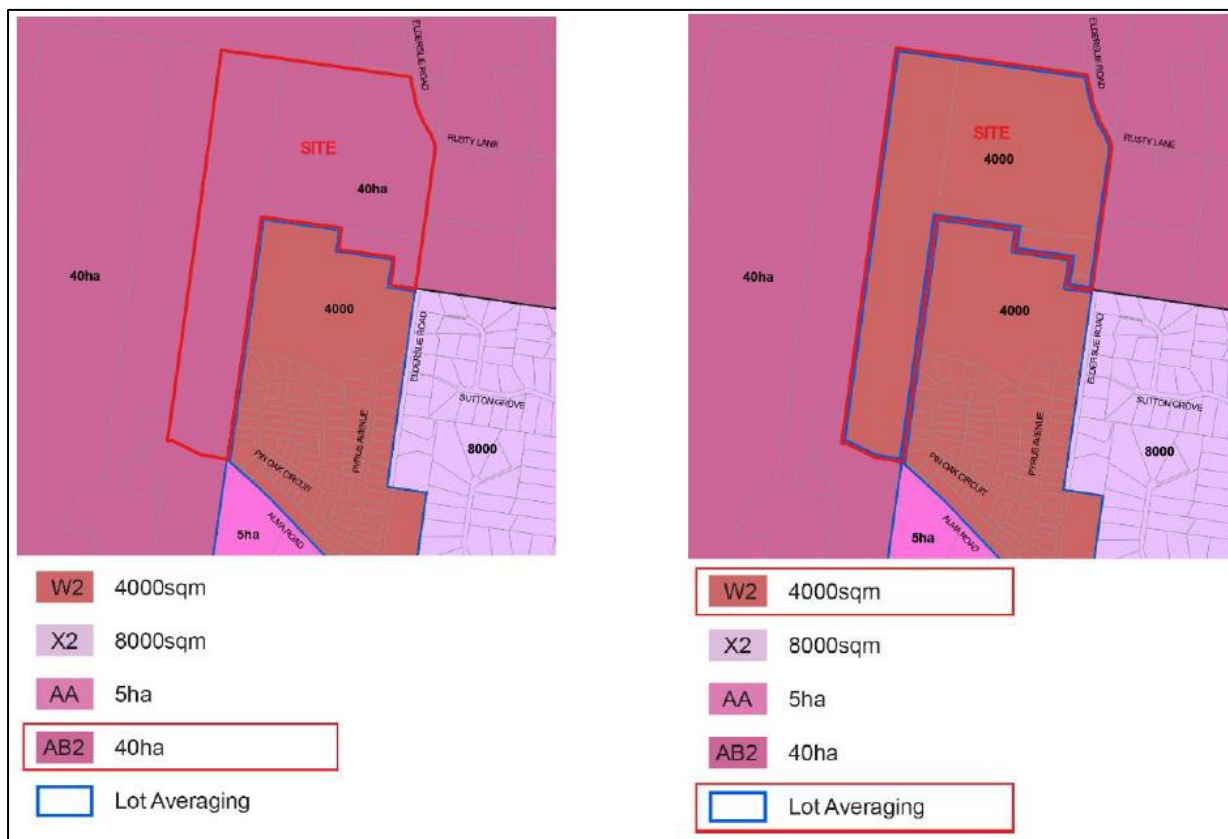 ELDERSLIE ROAD
RUSTY LANE
SITE
40ha
40ha
4000
ELDERSLIE ROAD
SUTTON GROVE
8000
PYRUS AVENUE
PIN OAK CIRCUIT
ALMA ROAD
5ha
W2 4000sqm
X2 8000sqm
AA 5ha
AB2 40ha
Lot Averaging
ELDERSLIE ROAD
RUSTY LANE
SITE
4000
40ha
4000
ELDERSLIE ROAD
SUTTON GROVE
8000
PYRUS AVENUE
PIN OAK CIRCUIT
ALMA ROAD
5ha
W2 4000sqm
X2 8000sqm
AA 5ha
AB2 40ha
Lot Averaging